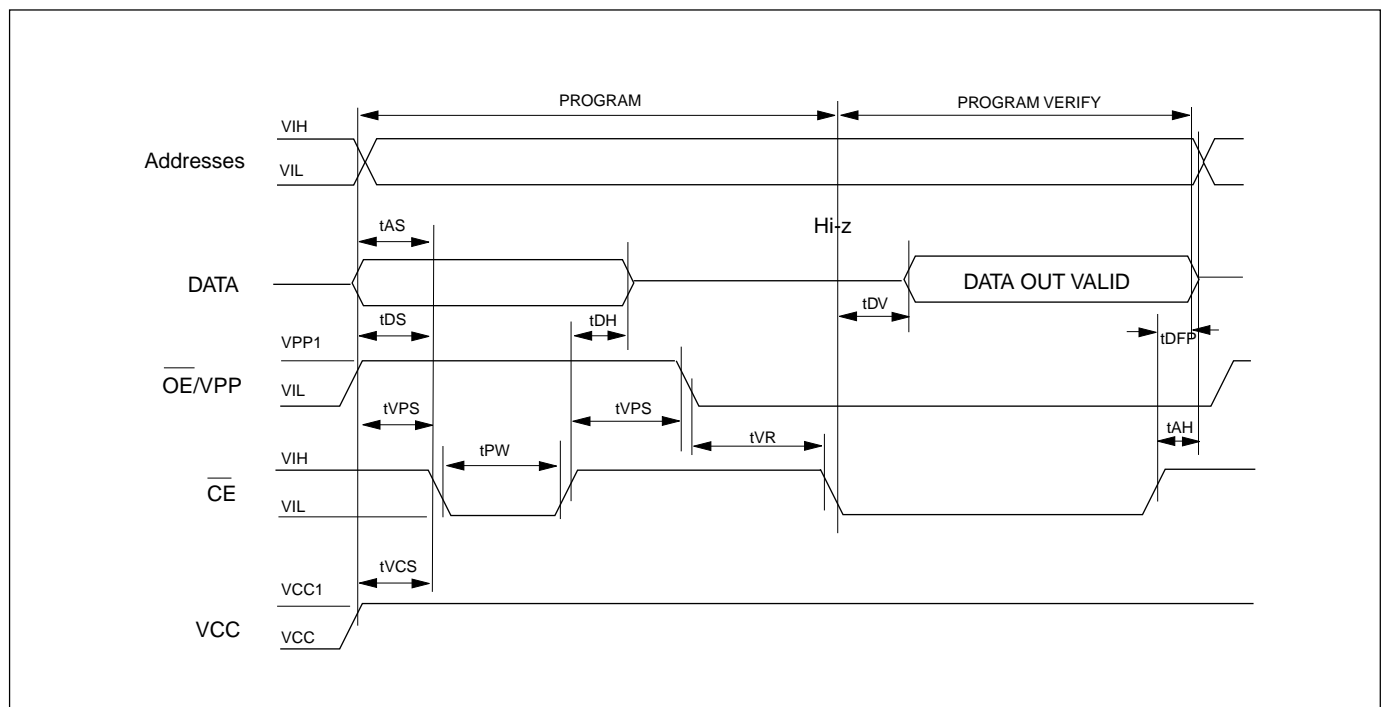 PROGRAM
PROGRAM VERIFY
VIH
Addresses
VIL
tAS
Hi-z
DATA
DATA OUT VALID
tDS
tDH
tDV
tDFP
VPP1
OE/VPP
VIL
tVPS
tVPS
tVR
tAH
tPW
VIH
CE
VIL
tVCS
VCC1
VCC
VCC